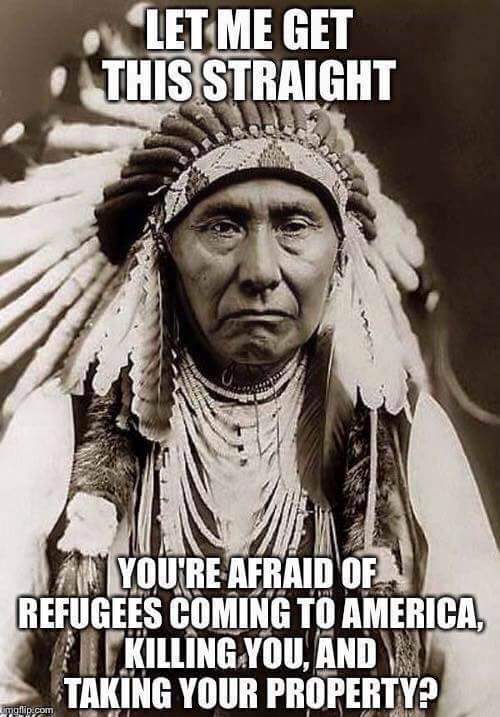 LET ME GET
THIS STRAIGHT
YOU'RE AFRAID OF
REFUGEES COMING TO AMERICA,
KILLING YOU, AND
TAKING YOUR PROPERTY?
imgflip.com